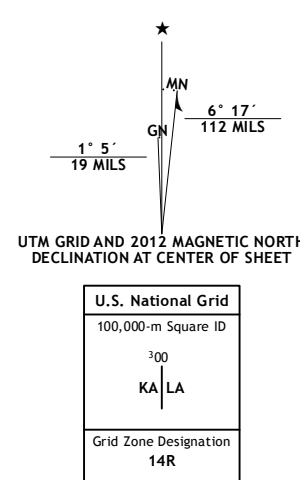 MN
GN
6° 17´
112 MILS
1° 5´
19 MILS
UTM GRID AND 2012 MAGNETIC NORTH
DECLINATION AT CENTER OF SHEET
U.S. National Grid
100,000-m Square ID
³00
KA LA
Grid Zone Designation
14R